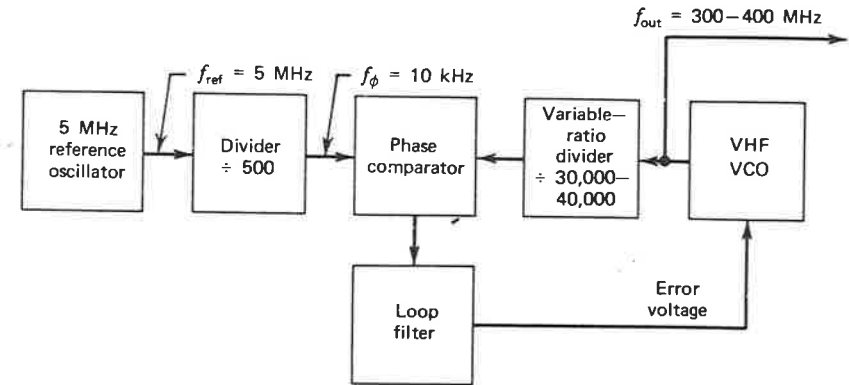 f_out = 300–400 MHz
f_ref = 5 MHz
f_ϕ = 10 kHz
5 MHz
reference
oscillator
Divider
÷ 500
Phase
comparator
Variable–
ratio
divider
÷ 30,000–
40,000
VHF
VCO
Loop
filter
Error
voltage